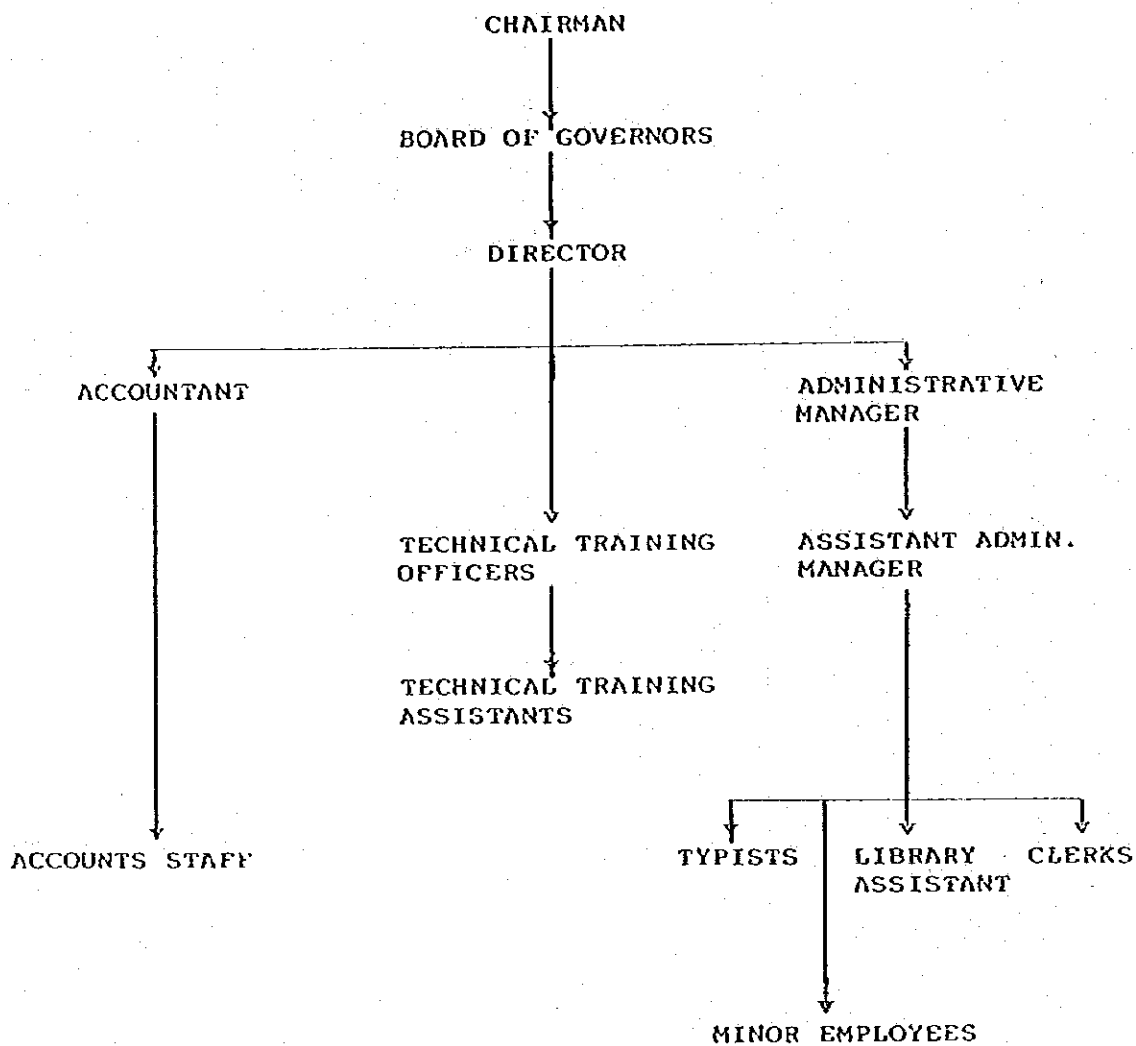 CHAIRMAN
BOARD OF GOVERNORS
DIRECTOR
ACCOUNTANT
ADMINISTRATIVE
MANAGER
TECHNICAL TRAINING
OFFICERS
ASSISTANT ADMIN.
MANAGER
TECHNICAL TRAINING
ASSISTANTS
ACCOUNTS STAFF
TYPISTS
LIBRARY
ASSISTANT
CLERKS
MINOR EMPLOYEES